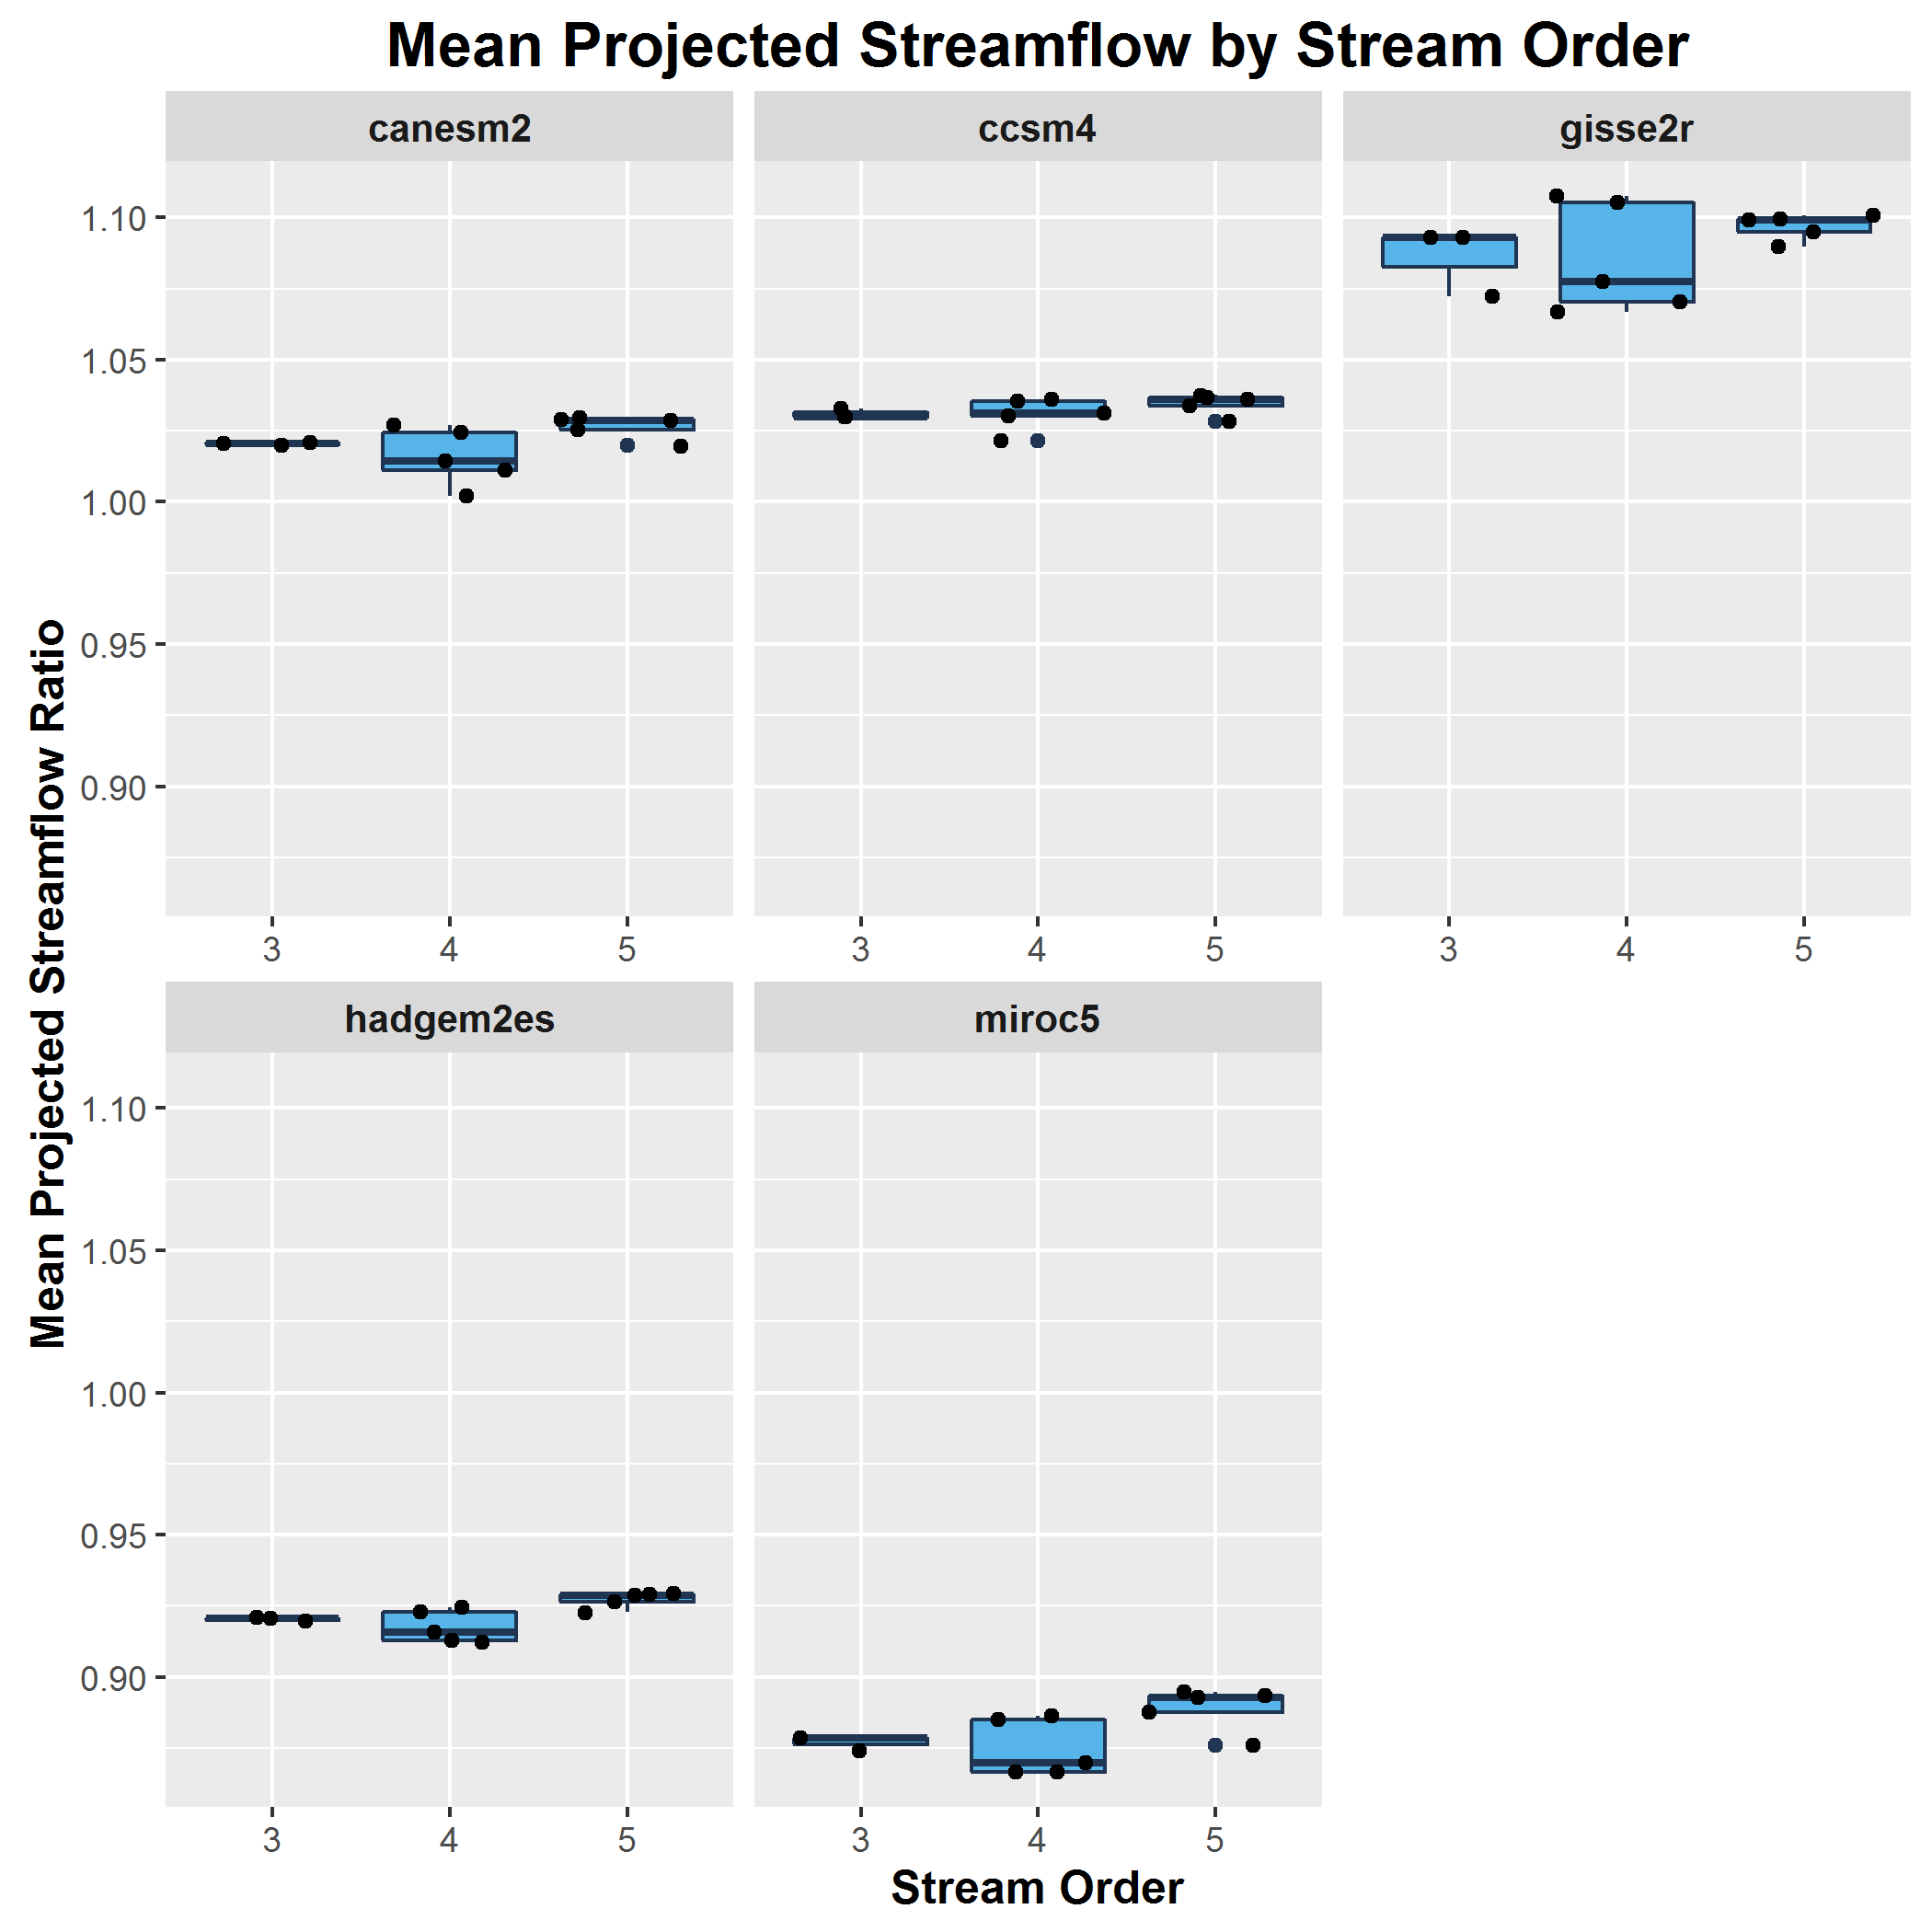 Mean Projected Streamflow by Stream Order
canesm2
ccsm4
gisse2r
1.10
1.05
1.00
0.95
0.90
3 4 5
3 4 5
3 4 5
Mean Projected Streamflow Ratio
hadgem2es
miroc5
1.10
1.05
1.00
0.95
0.90
3 4 5
3 4 5
Stream Order